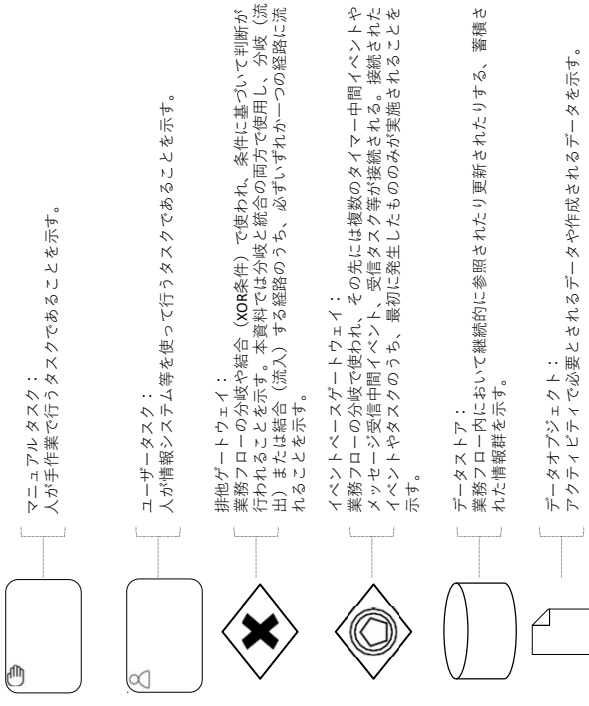 マニュアルタスク：
人が手作業で行うタスクであることを示す。
ユーザータスク：
人が情報システム等を使って行うタスクであることを示す。
排他ゲートウェイ：
業務フローの分岐や結合（XOR条件）で使われ、条件に基づいて判断が
行われることを示す。本資料では分岐と統合の両方で使用し、分岐（流
出）または結合（流入）する経路のうち、必ずいずれか一つの経路に流
れることを示す。
イベントベースゲートウェイ：
業務フローの分岐で使われ、その先には複数のタイマー中間イベントや
メッセージ受信中間イベント、受信タスク等が接続される。接続された
イベントやタスクのうち、最初に発生したもののみが実施されることを
示す。
データストア：
業務フロー内において継続的に参照されたり更新されたりする、蓄積さ
れた情報群を示す。
データオブジェクト：
アクティビティで必要とされるデータや作成されるデータを示す。